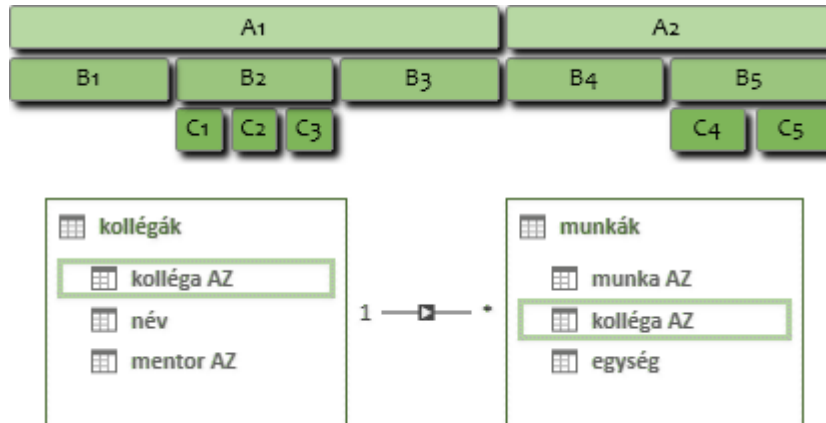 A1 A2
B1 B2 B3 B4 B5
C1 C2 C3 C4 C5
kollégák
kolléga AZ
név
mentor AZ
1 *
munkák
munka AZ
kolléga AZ
egység